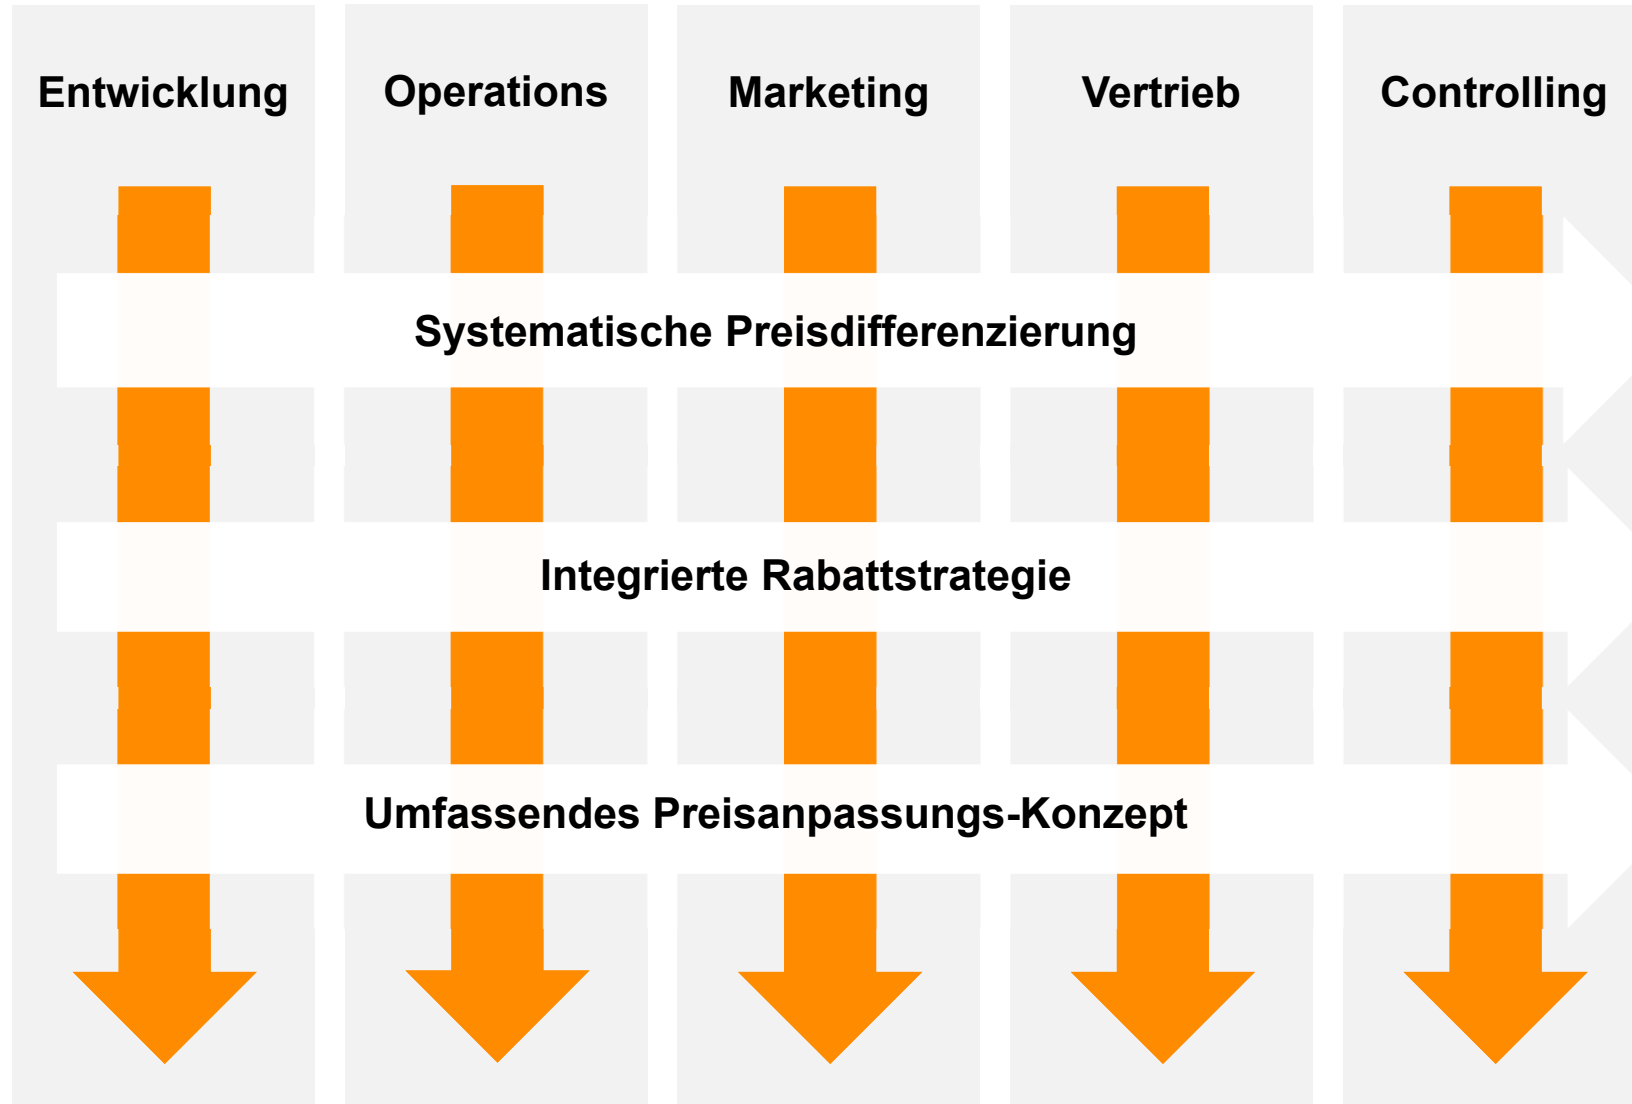 Entwicklung
Operations
Marketing
Vertrieb
Controlling
Systematische Preisdifferenzierung
Integrierte Rabattstrategie
Umfassendes Preisanpassungs-Konzept